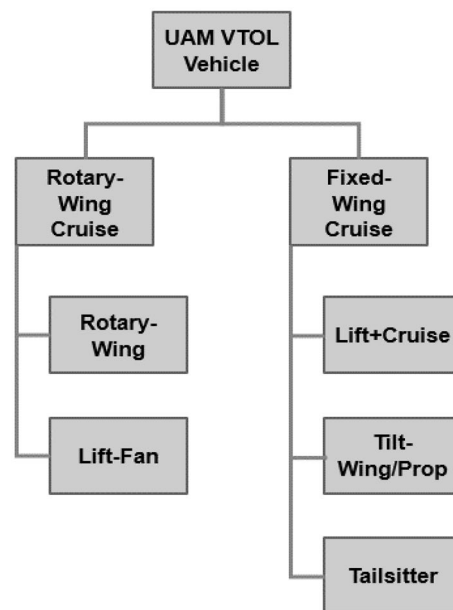 UAM VTOL
Vehicle
Rotary-
Wing
Cruise
Fixed-
Wing
Cruise
Rotary-
Wing
Lift+Cruise
Lift-Fan
Tilt-
Wing/Prop
Tailsitter